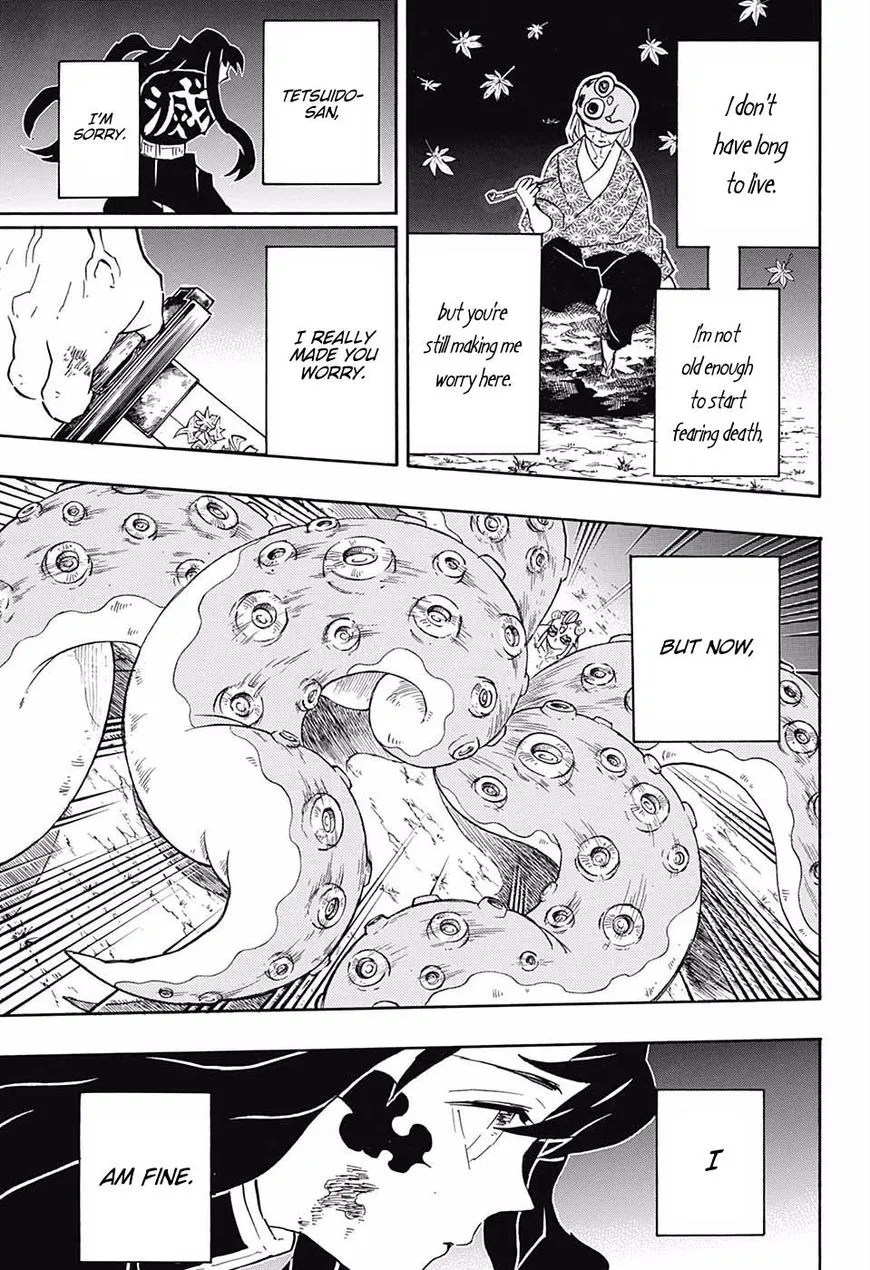 I don't
have long
to live.
I'm not
old enough
to start
fearing death,
but you're
still making me
worry here.
TETSUIDO-
SAN,
I'M
SORRY.
滅
I REALLY
MADE YOU
WORRY.
BUT NOW,
I
AM FINE.